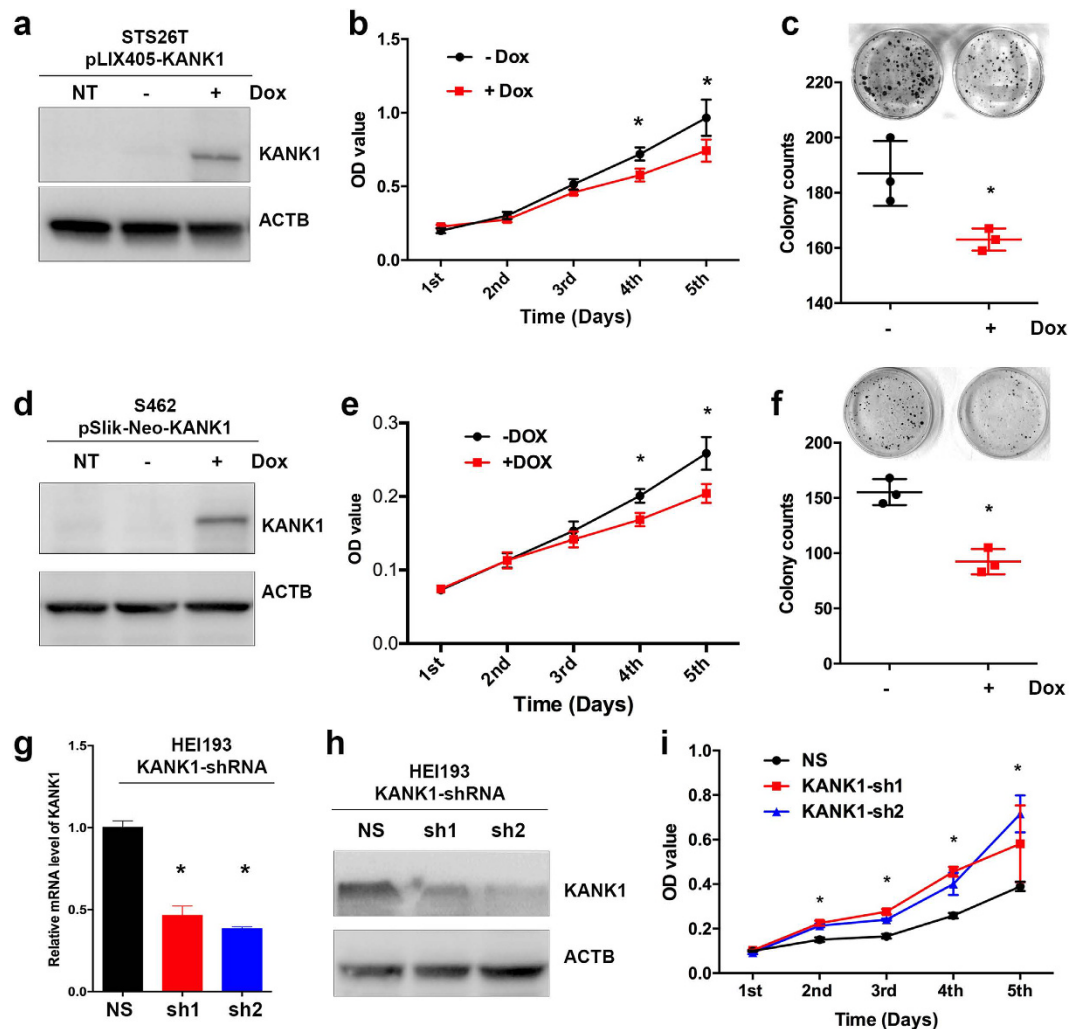 a
STS26T
pLIX405-KANK1
NT - + Dox
KANK1
ACTB
b
1.5
1.0
0.5
0.0
OD value
- Dox
+ Dox
*
*
1st 2nd 3rd 4th 5th
Time (Days)
c
220
200
180
160
140
Colony counts
*
- + Dox
d
S462
pSlik-Neo-KANK1
NT - + Dox
KANK1
ACTB
e
0.3
0.2
0.1
0.0
OD value
-DOX
+DOX
*
*
1st 2nd 3rd 4th 5th
Time (Days)
f
200
150
100
50
0
Colony counts
*
- + Dox
g
HEI193
KANK1-shRNA
1.5
1.0
0.5
0.0
Relative mRNA level of KANK1
* *
NS sh1 sh2
h
HEI193
KANK1-shRNA
NS sh1 sh2
KANK1
ACTB
i
1.0
0.8
0.6
0.4
0.2
0.0
OD value
NS
KANK1-sh1
KANK1-sh2
*
*
*
*
1st 2nd 3rd 4th 5th
Time (Days)